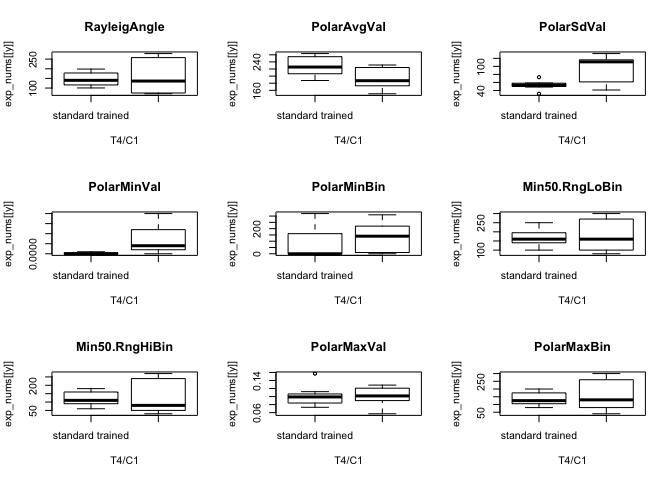 RayleigAngle
exp_nums[[y]]
100
250
standard trained
T4/C1
PolarAvgVal
exp_nums[[y]]
160
240
standard trained
T4/C1
PolarSdVal
exp_nums[[y]]
40
100
standard trained
T4/C1
PolarMinVal
exp_nums[[y]]
0.0000
standard trained
T4/C1
PolarMinBin
exp_nums[[y]]
0
200
standard trained
T4/C1
Min50.RngLoBin
exp_nums[[y]]
100
250
standard trained
T4/C1
Min50.RngHiBin
exp_nums[[y]]
50
200
standard trained
T4/C1
PolarMaxVal
exp_nums[[y]]
0.06
0.14
standard trained
T4/C1
PolarMaxBin
exp_nums[[y]]
50
250
standard trained
T4/C1